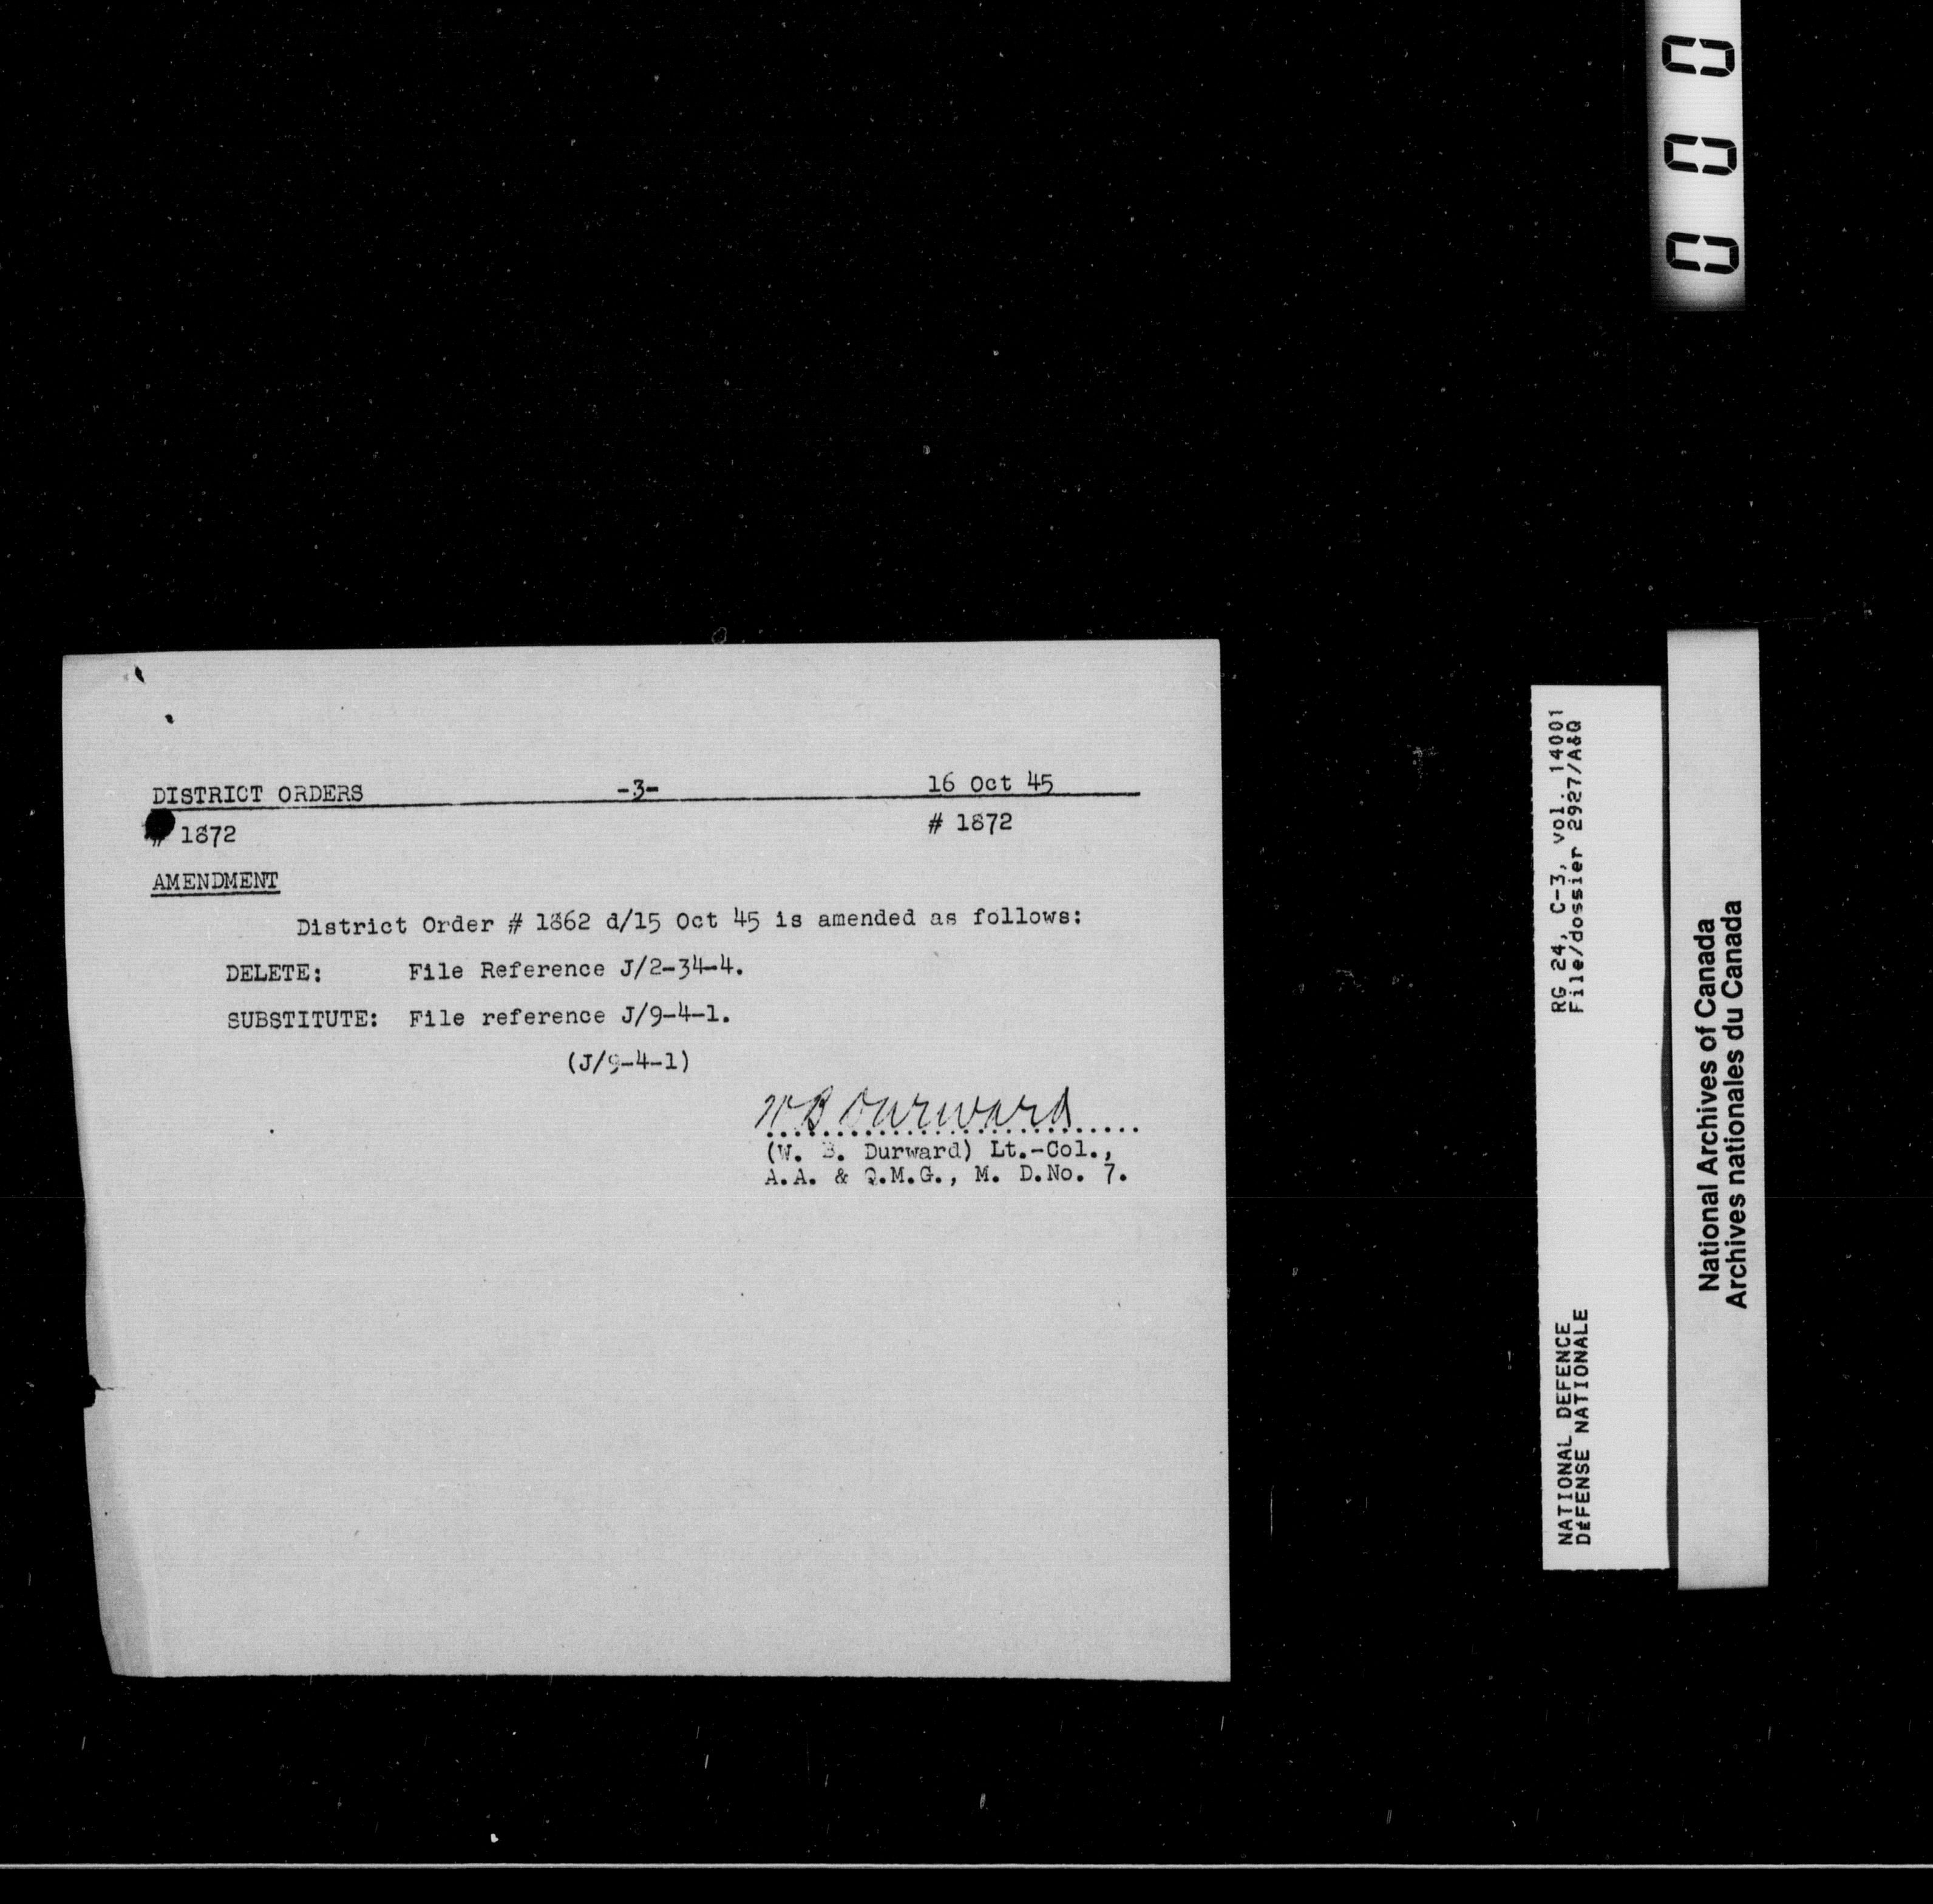 DISTRICT ORDERS -3- 16 Oct 45
# 1872 # 1872
AMENDMENT
District Order # 1862 d/15 Oct 45 is amended as follows:
DELETE: File Reference J/2-34-4.
SUBSTITUTE: File reference J/9-4-1.
(J/9-4-1)
W B Durward
(W. B. Durward) Lt.-Col.,
A.A. & Q.M.G., M. D.No. 7.
000
RG 24, C-3, vol. 14001
File/dossier 2927/A&Q
NATIONAL DEFENCE
DÉFENSE NATIONALE
National Archives of Canada
Archives nationales du Canada